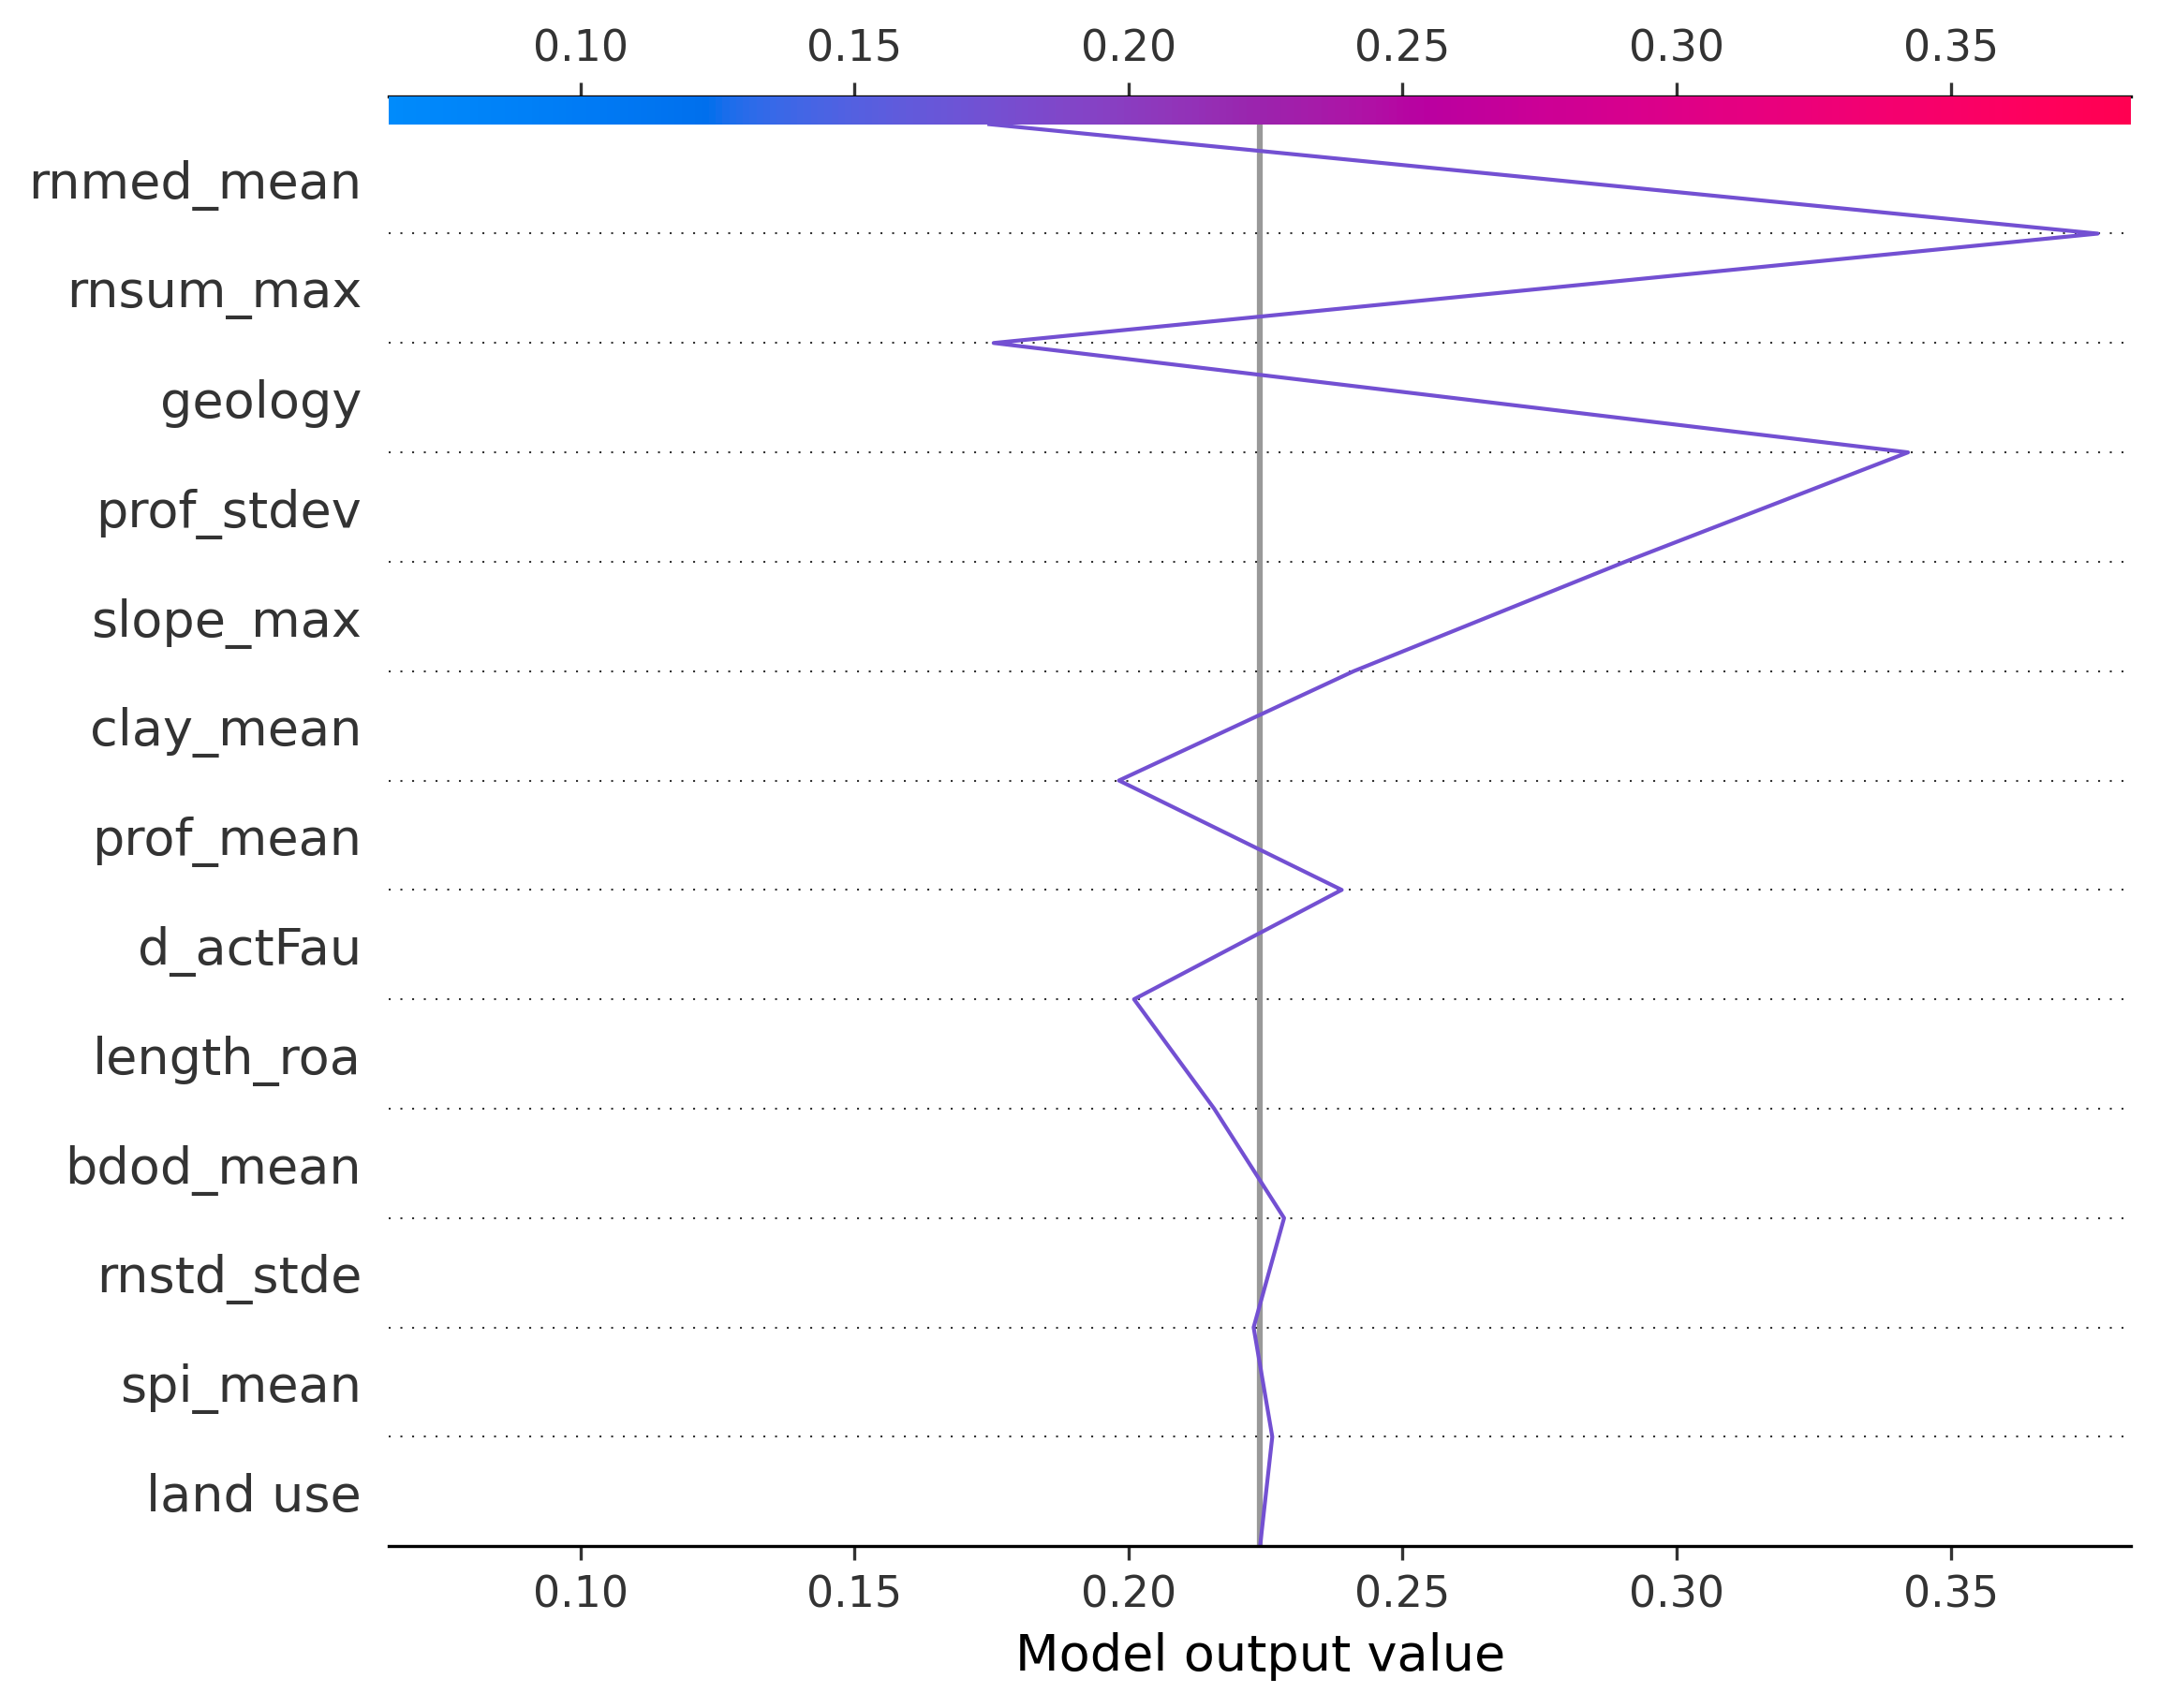 0.10 0.15 0.20 0.25 0.30 0.35
rnmed_mean
rnsum_max
geology
prof_stdev
slope_max
clay_mean
prof_mean
d_actFau
length_roa
bdod_mean
rnstd_stde
spi_mean
land use
0.10 0.15 0.20 0.25 0.30 0.35
Model output value